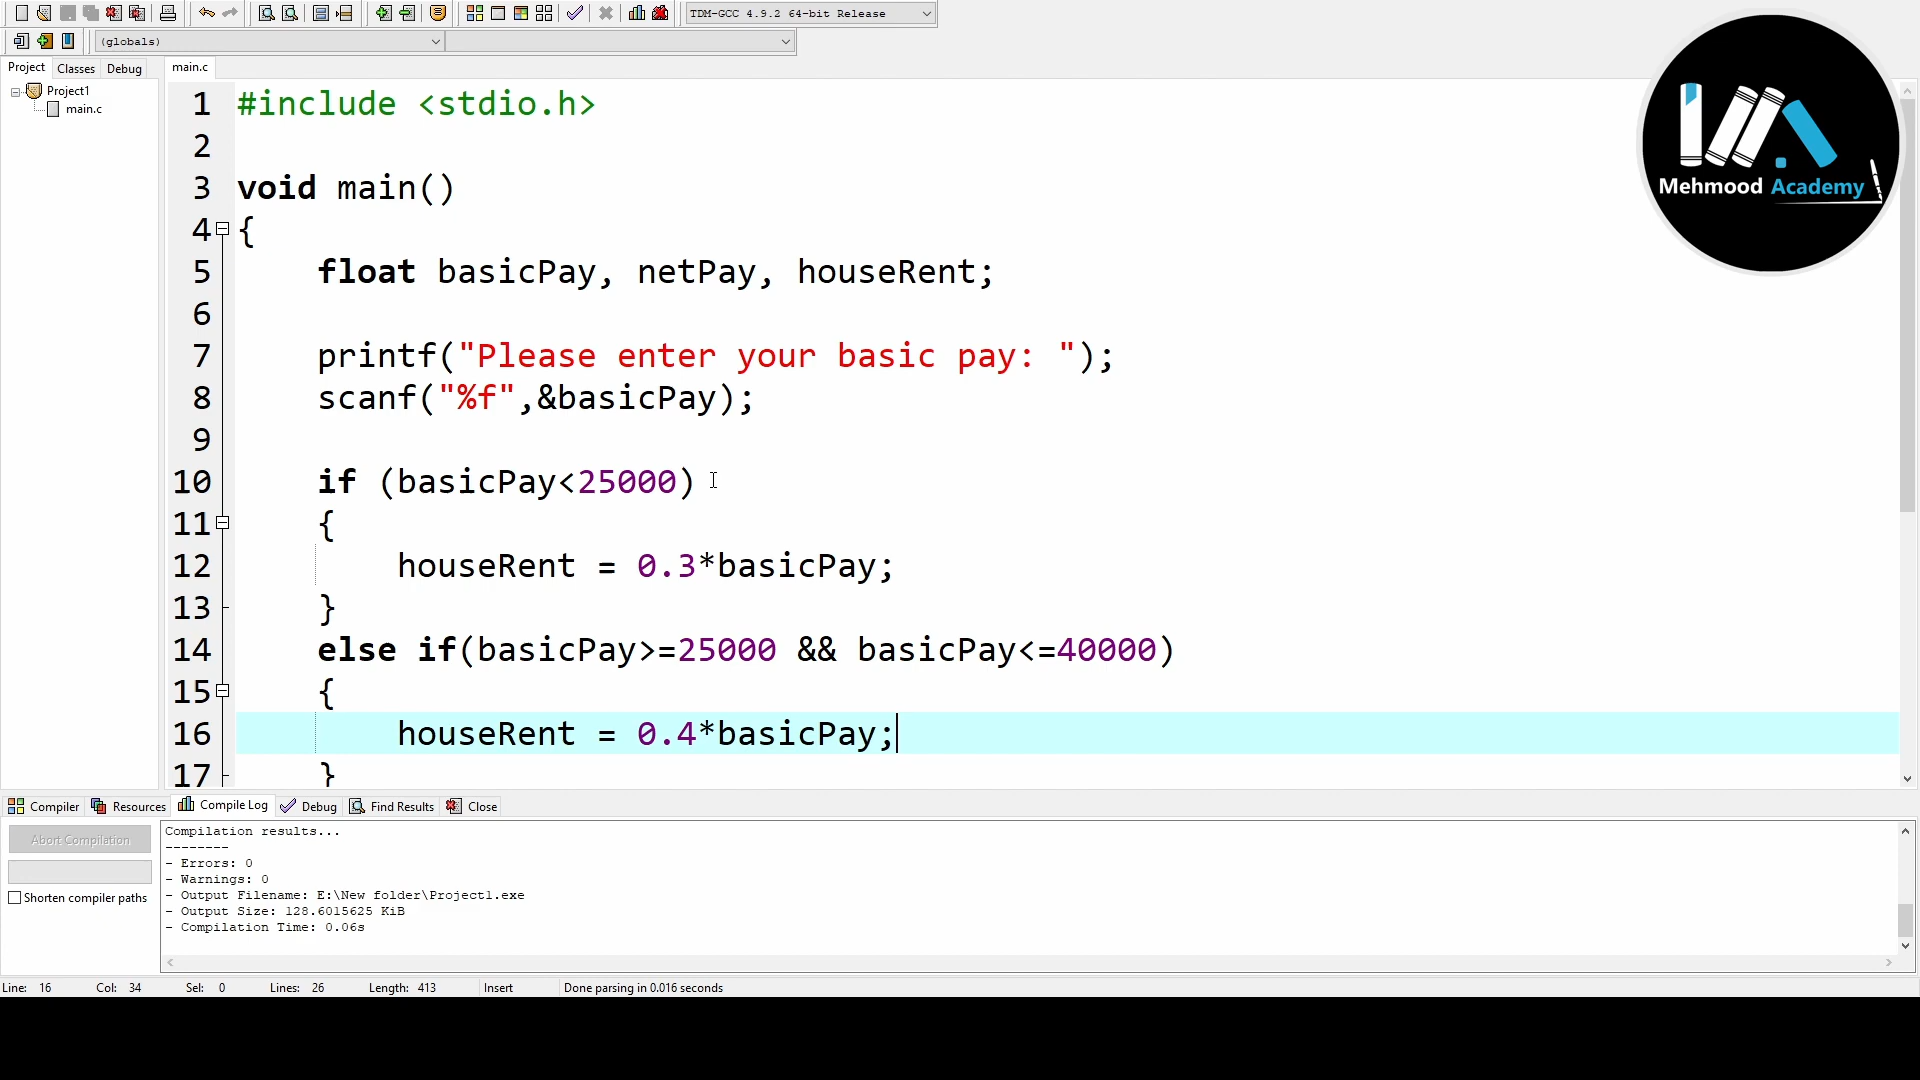 TDM-GCC 4.9.2 64-bit Release
(globals)
Project Classes Debug
main.c
Project1
main.c
1 #include <stdio.h>
2
3 void main()
4 {
5 float basicPay, netPay, houseRent;
6
7 printf("Please enter your basic pay: ");
8 scanf("%f",&basicPay);
9
10 if (basicPay<25000)
11 {
12 houseRent = 0.3*basicPay;
13 }
14 else if(basicPay>=25000 && basicPay<=40000)
15 {
16 houseRent = 0.4*basicPay;
17 }
Mehmood Academy
Compiler Resources Compile Log Debug Find Results Close
Abort Compilation
Shorten compiler paths
Compilation results...
--------
- Errors: 0
- Warnings: 0
- Output Filename: E:\New folder\Project1.exe
- Output Size: 128.6015625 KiB
- Compilation Time: 0.06s
Line: 16 Col: 34 Sel: 0 Lines: 26 Length: 413 Insert Done parsing in 0.016 seconds